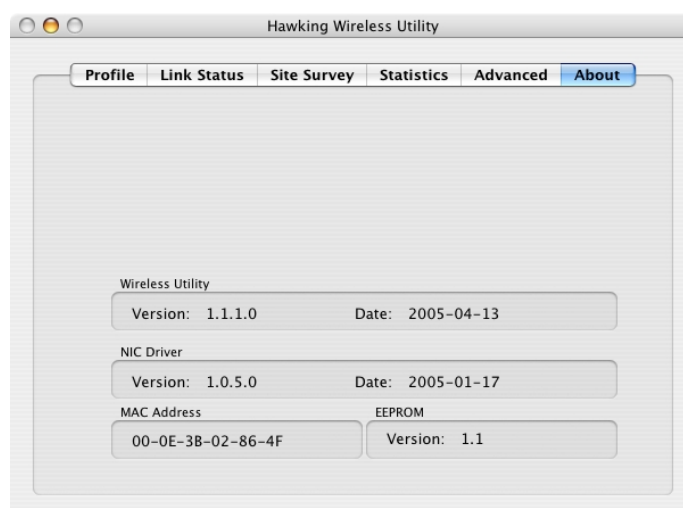 Hawking Wireless Utility
Profile Link Status Site Survey Statistics Advanced About
Wireless Utility
Version: 1.1.1.0 Date: 2005-04-13
NIC Driver
Version: 1.0.5.0 Date: 2005-01-17
MAC Address EEPROM
00-0E-3B-02-86-4F Version: 1.1